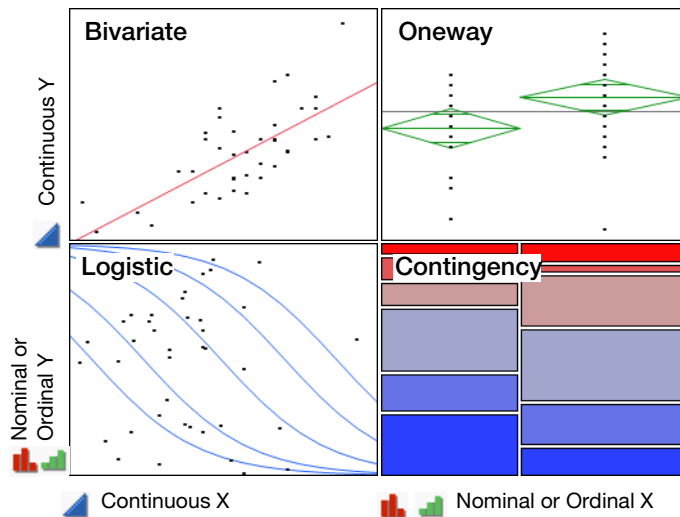 Bivariate
Oneway
Continuous Y
Logistic
Contingency
Nominal or
Ordinal Y
Continuous X
Nominal or Ordinal X